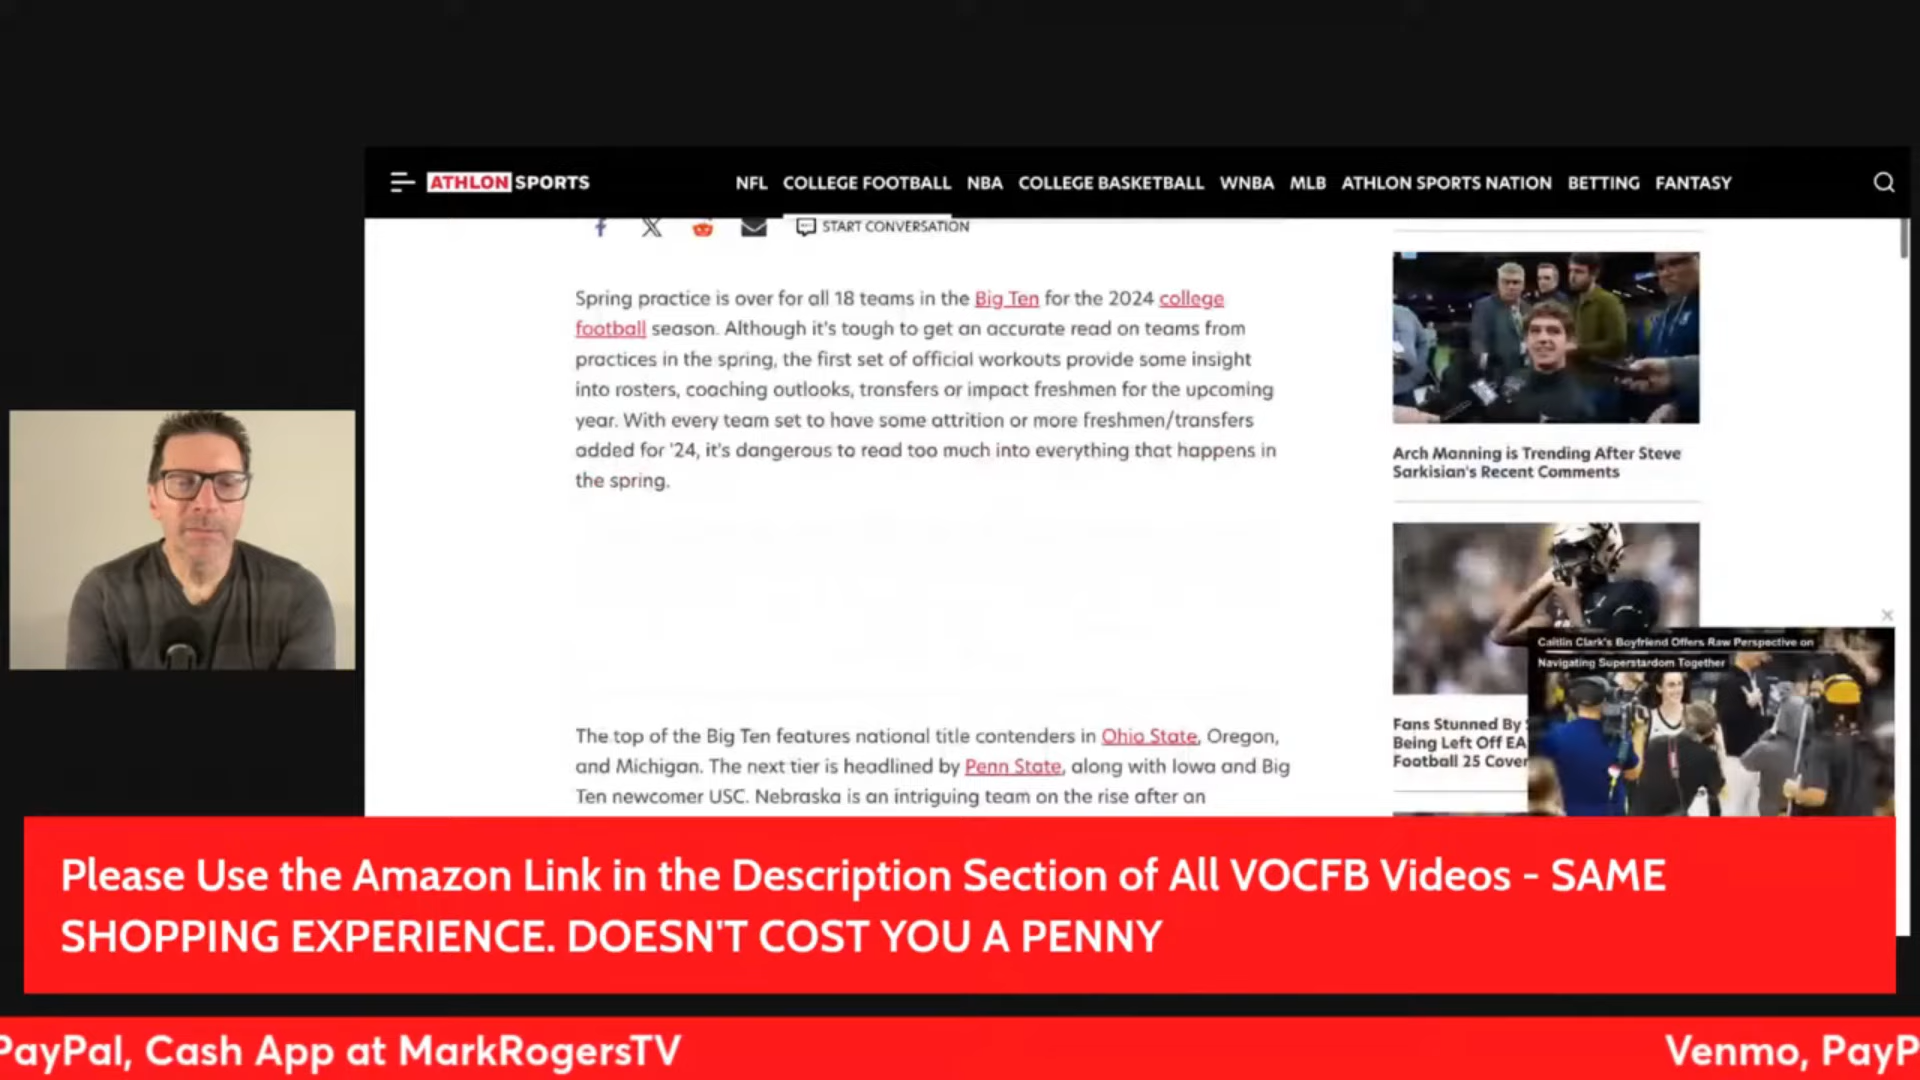 ATHLON SPORTS
NFL COLLEGE FOOTBALL NBA COLLEGE BASKETBALL WNBA MLB ATHLON SPORTS NATION BETTING FANTASY
START CONVERSATION
Spring practice is over for all 18 teams in the Big Ten for the 2024 college
football season. Although it's tough to get an accurate read on teams from
practices in the spring, the first set of official workouts provide some insight
into rosters, coaching outlooks, transfers or impact freshmen for the upcoming
year. With every team set to have some attrition or more freshmen/transfers
added for '24, it's dangerous to read too much into everything that happens in
the spring.
The top of the Big Ten features national title contenders in Ohio State, Oregon,
and Michigan. The next tier is headlined by Penn State, along with Iowa and Big
Ten newcomer USC. Nebraska is an intriguing team on the rise after an
Arch Manning is Trending After Steve
Sarkisian's Recent Comments
Fans Stunned By
Being Left Off EA
Football 25 Cover
Caitlin Clark's Boyfriend Offers Raw Perspective on
Navigating Superstardom Together
Please Use the Amazon Link in the Description Section of All VOCFB Videos - SAME
SHOPPING EXPERIENCE. DOESN'T COST YOU A PENNY
PayPal, Cash App at MarkRogersTV
Venmo, PayP